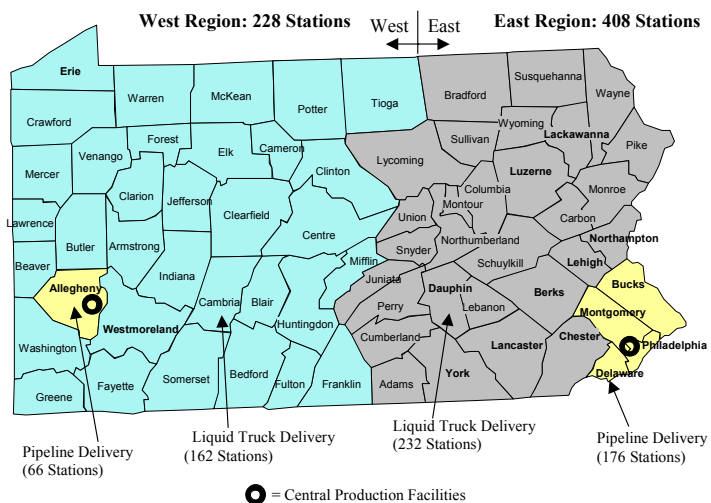 West Region: 228 Stations
East Region: 408 Stations
West East
Erie
Warren
McKean
Potter
Tioga
Bradford
Susquehanna
Wayne
Crawford
Forest
Elk
Cameron
Sullivan
Wyoming
Lackawanna
Pike
Venango
Lycoming
Mercer
Clinton
Luzerne
Clarion
Jefferson
Columbia
Monroe
Lawrence
Clearfield
Union
Montour
Carbon
Butler
Armstrong
Centre
Snyder
Northumberland
Northampton
Beaver
Mifflin
Schuylkill
Lehigh
Indiana
Juniata
Bucks
Allegheny
Cambria
Blair
Perry
Dauphin
Lebanon
Berks
Montgomery
Westmoreland
Huntingdon
Cumberland
Lancaster
Chester
Philadelphia
Washington
Somerset
Bedford
Fulton
Franklin
Adams
York
Delaware
Greene
Fayette
Pipeline Delivery
(66 Stations)
Liquid Truck Delivery
(162 Stations)
Liquid Truck Delivery
(232 Stations)
Pipeline Delivery
(176 Stations)
= Central Production Facilities